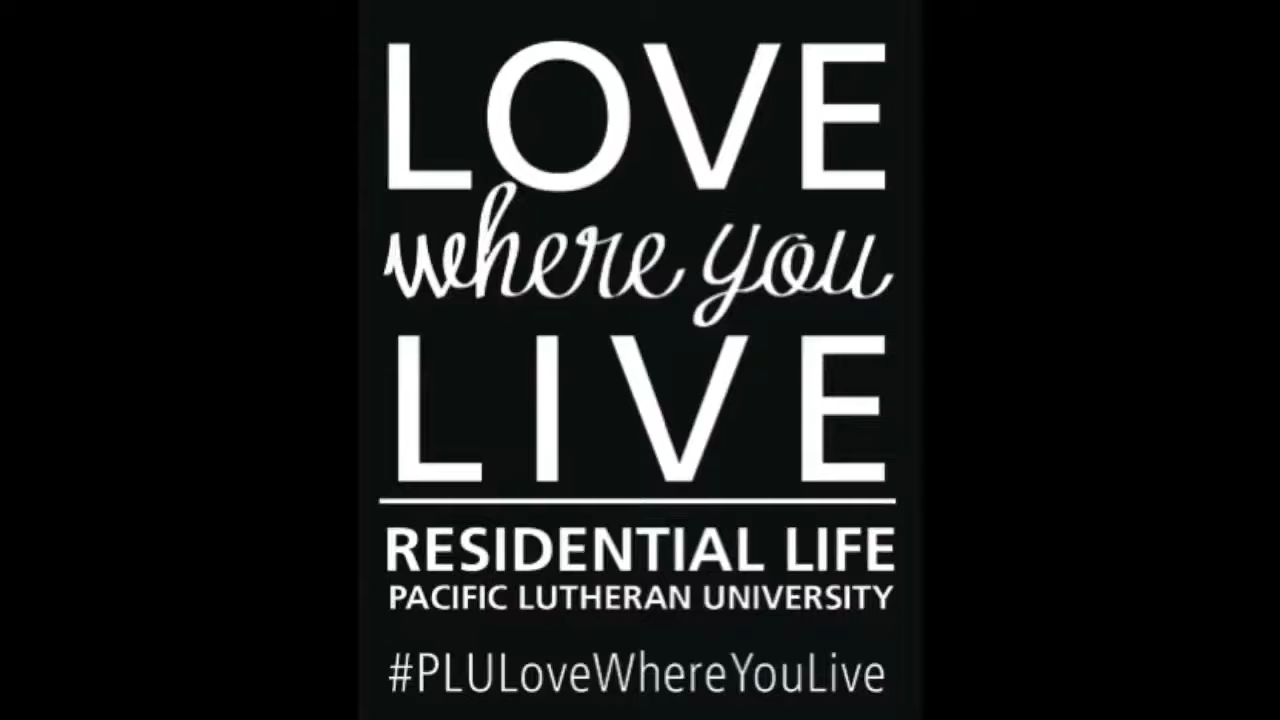 LOVE
where you
LIVE
RESIDENTIAL LIFE
PACIFIC LUTHERAN UNIVERSITY
#PLULoveWhereYouLive